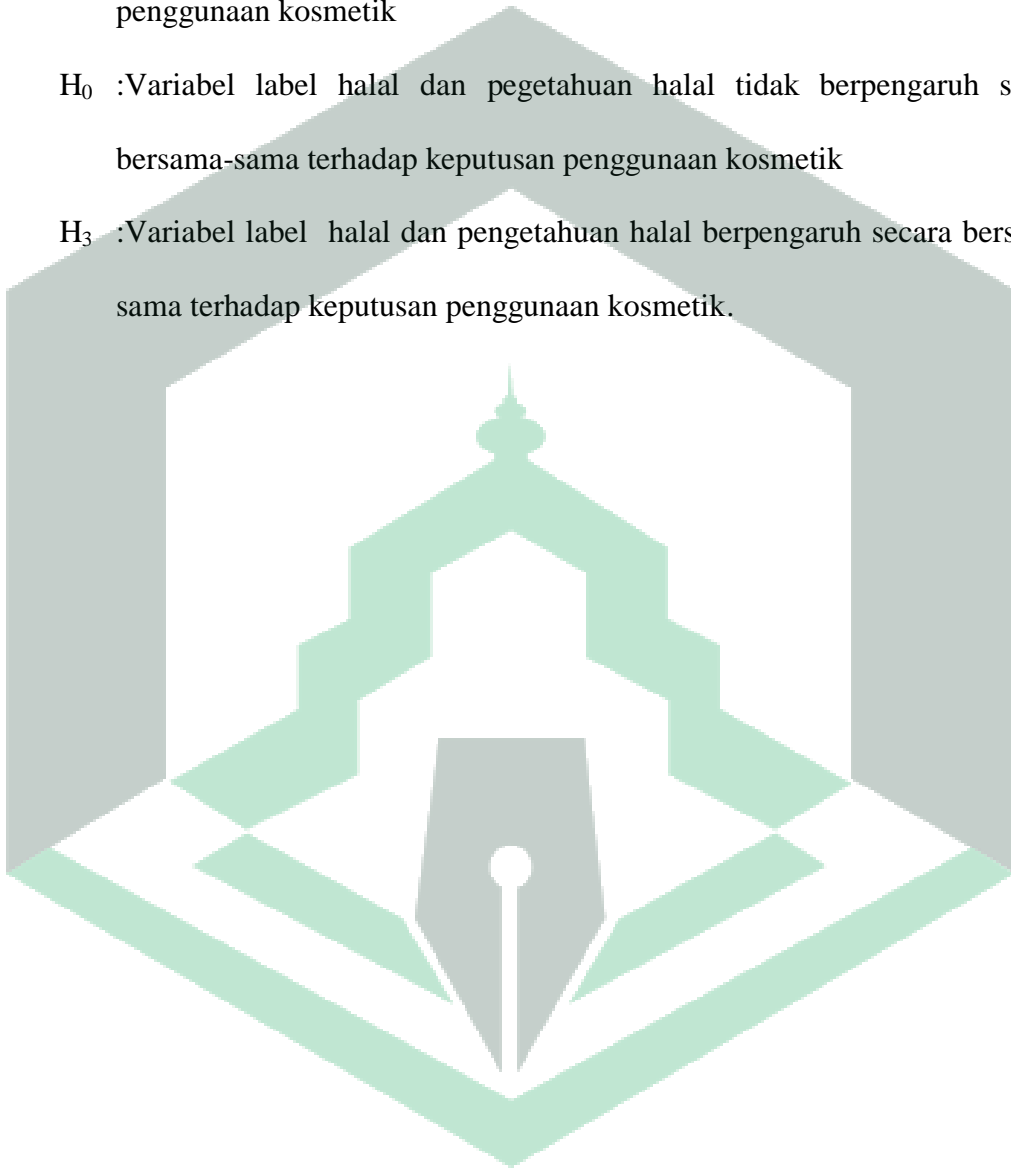 penggunaan kosmetik
H₀ :Variabel label halal dan pegetahuan halal tidak berpengaruh
bersama-sama terhadap keputusan penggunaan kosmetik
H₃ :Variabel label halal dan pengetahuan halal berpengaruh secara
sama terhadap keputusan penggunaan kosmetik.